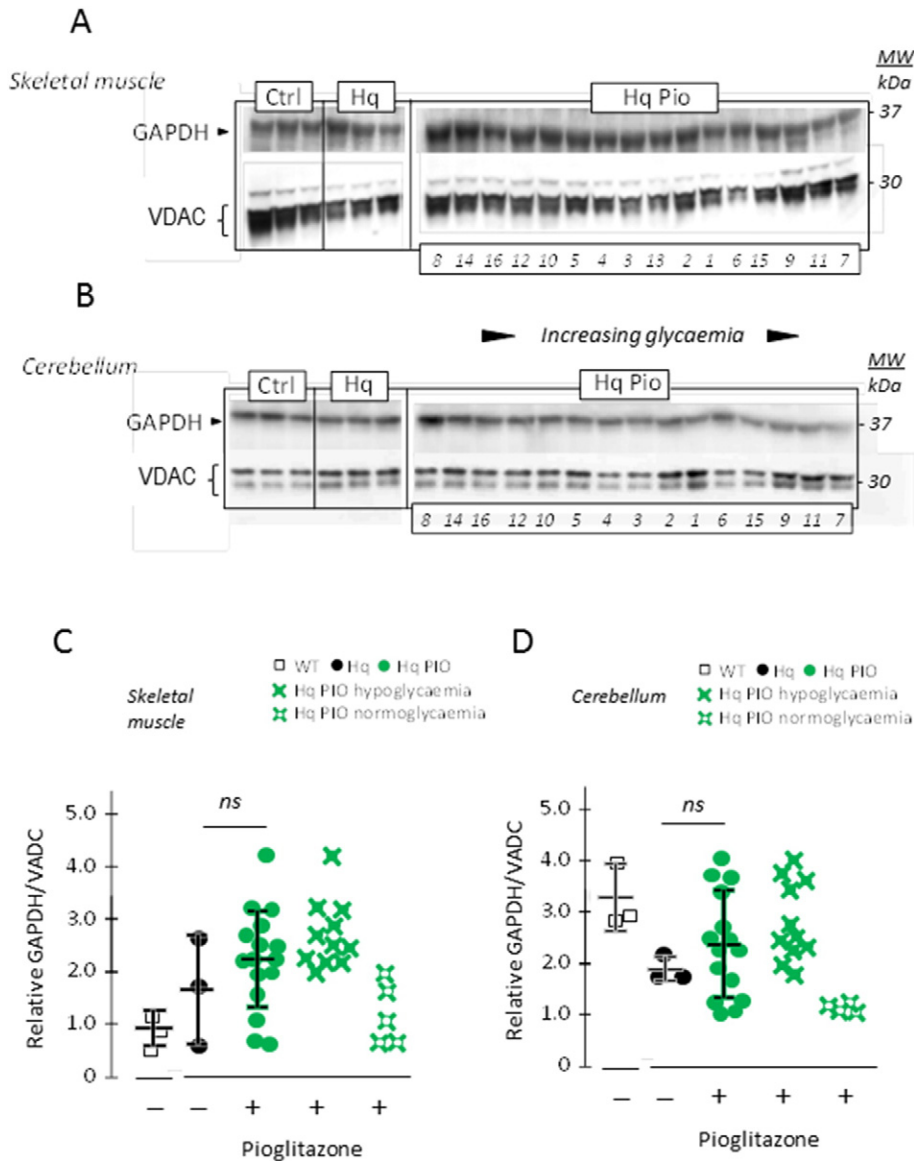 A
Skeletal muscle
MW
kDa
Ctrl Hq Hq Pio
GAPDH
37
VDAC
30
8 14 16 12 10 5 4 3 13 2 1 6 15 9 11 7
B
Increasing glycaemia
Cerebellum
MW
kDa
Ctrl Hq Hq Pio
GAPDH
37
VDAC
30
8 14 16 12 10 5 4 3 2 1 6 15 9 11 7
C
WT Hq Hq PIO
Hq PIO hypoglycaemia
Hq PIO normoglycaemia
Skeletal
muscle
ns
Relative GAPDH/VADC
5.0
4.0
3.0
2.0
1.0
0
– – + + +
Pioglitazone
D
WT Hq Hq PIO
Hq PIO hypoglycaemia
Hq PIO normoglycaemia
Cerebellum
ns
Relative GAPDH/VADC
5.0
4.0
3.0
2.0
1.0
0
– – + + +
Pioglitazone